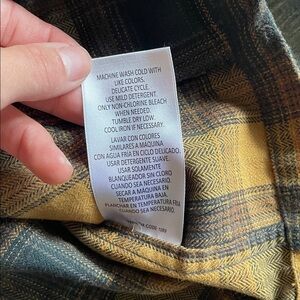 MACHINE WASH COLD WITH
LIKE COLORS.
DELICATE CYCLE.
USE MILD DETERGENT.
ONLY NON-CHLORINE BLEACH
WHEN NEEDED.
TUMBLE DRY LOW.
COOL IRON IF NECESSARY.
LAVAR CON COLORES
SIMILARES A MAQUINA
CON AGUA FRIA EN CICLO DELICADO.
USAR DETERGENTE SUAVE.
USAR SOLAMENTE
BLANQUEADOR SIN CLORO
CUANDO SEA NECESARIO.
SECAR A MAQUINA EN
TEMPERATURA BAJA.
PLANCHAR EN TEMPERATURA FRIA
CUANDO SEA NECESARIO.
CODE